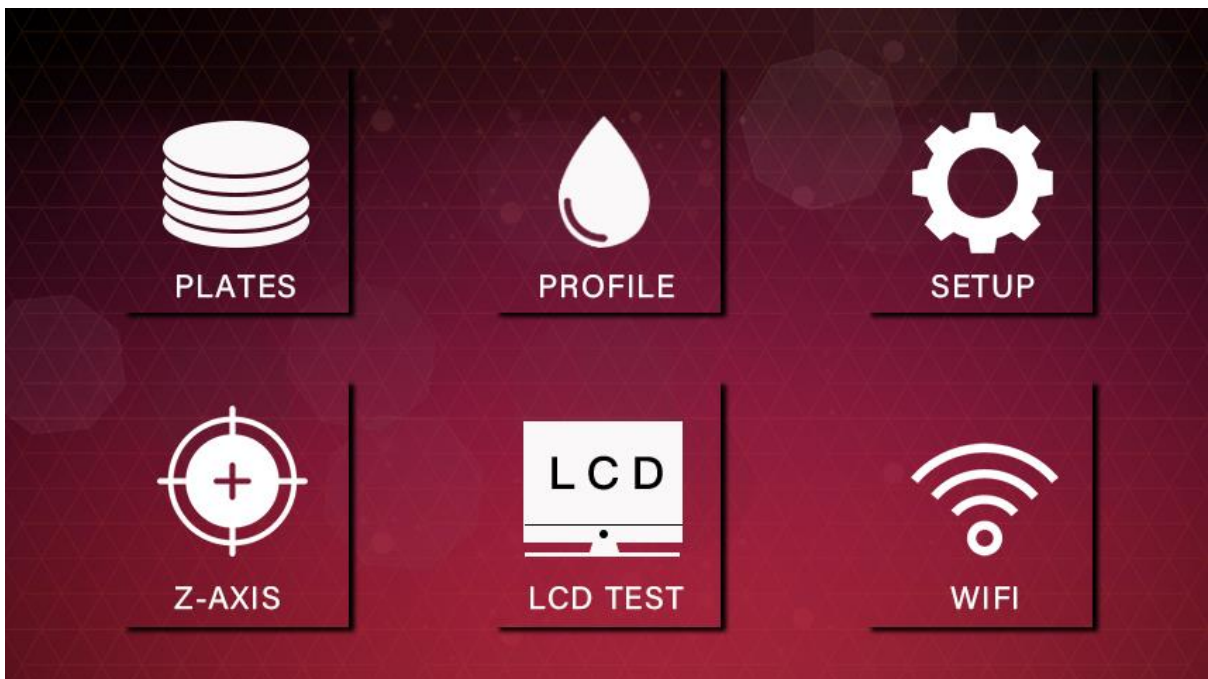 PLATES
PROFILE
SETUP
Z-AXIS
LCD
LCD TEST
WIFI